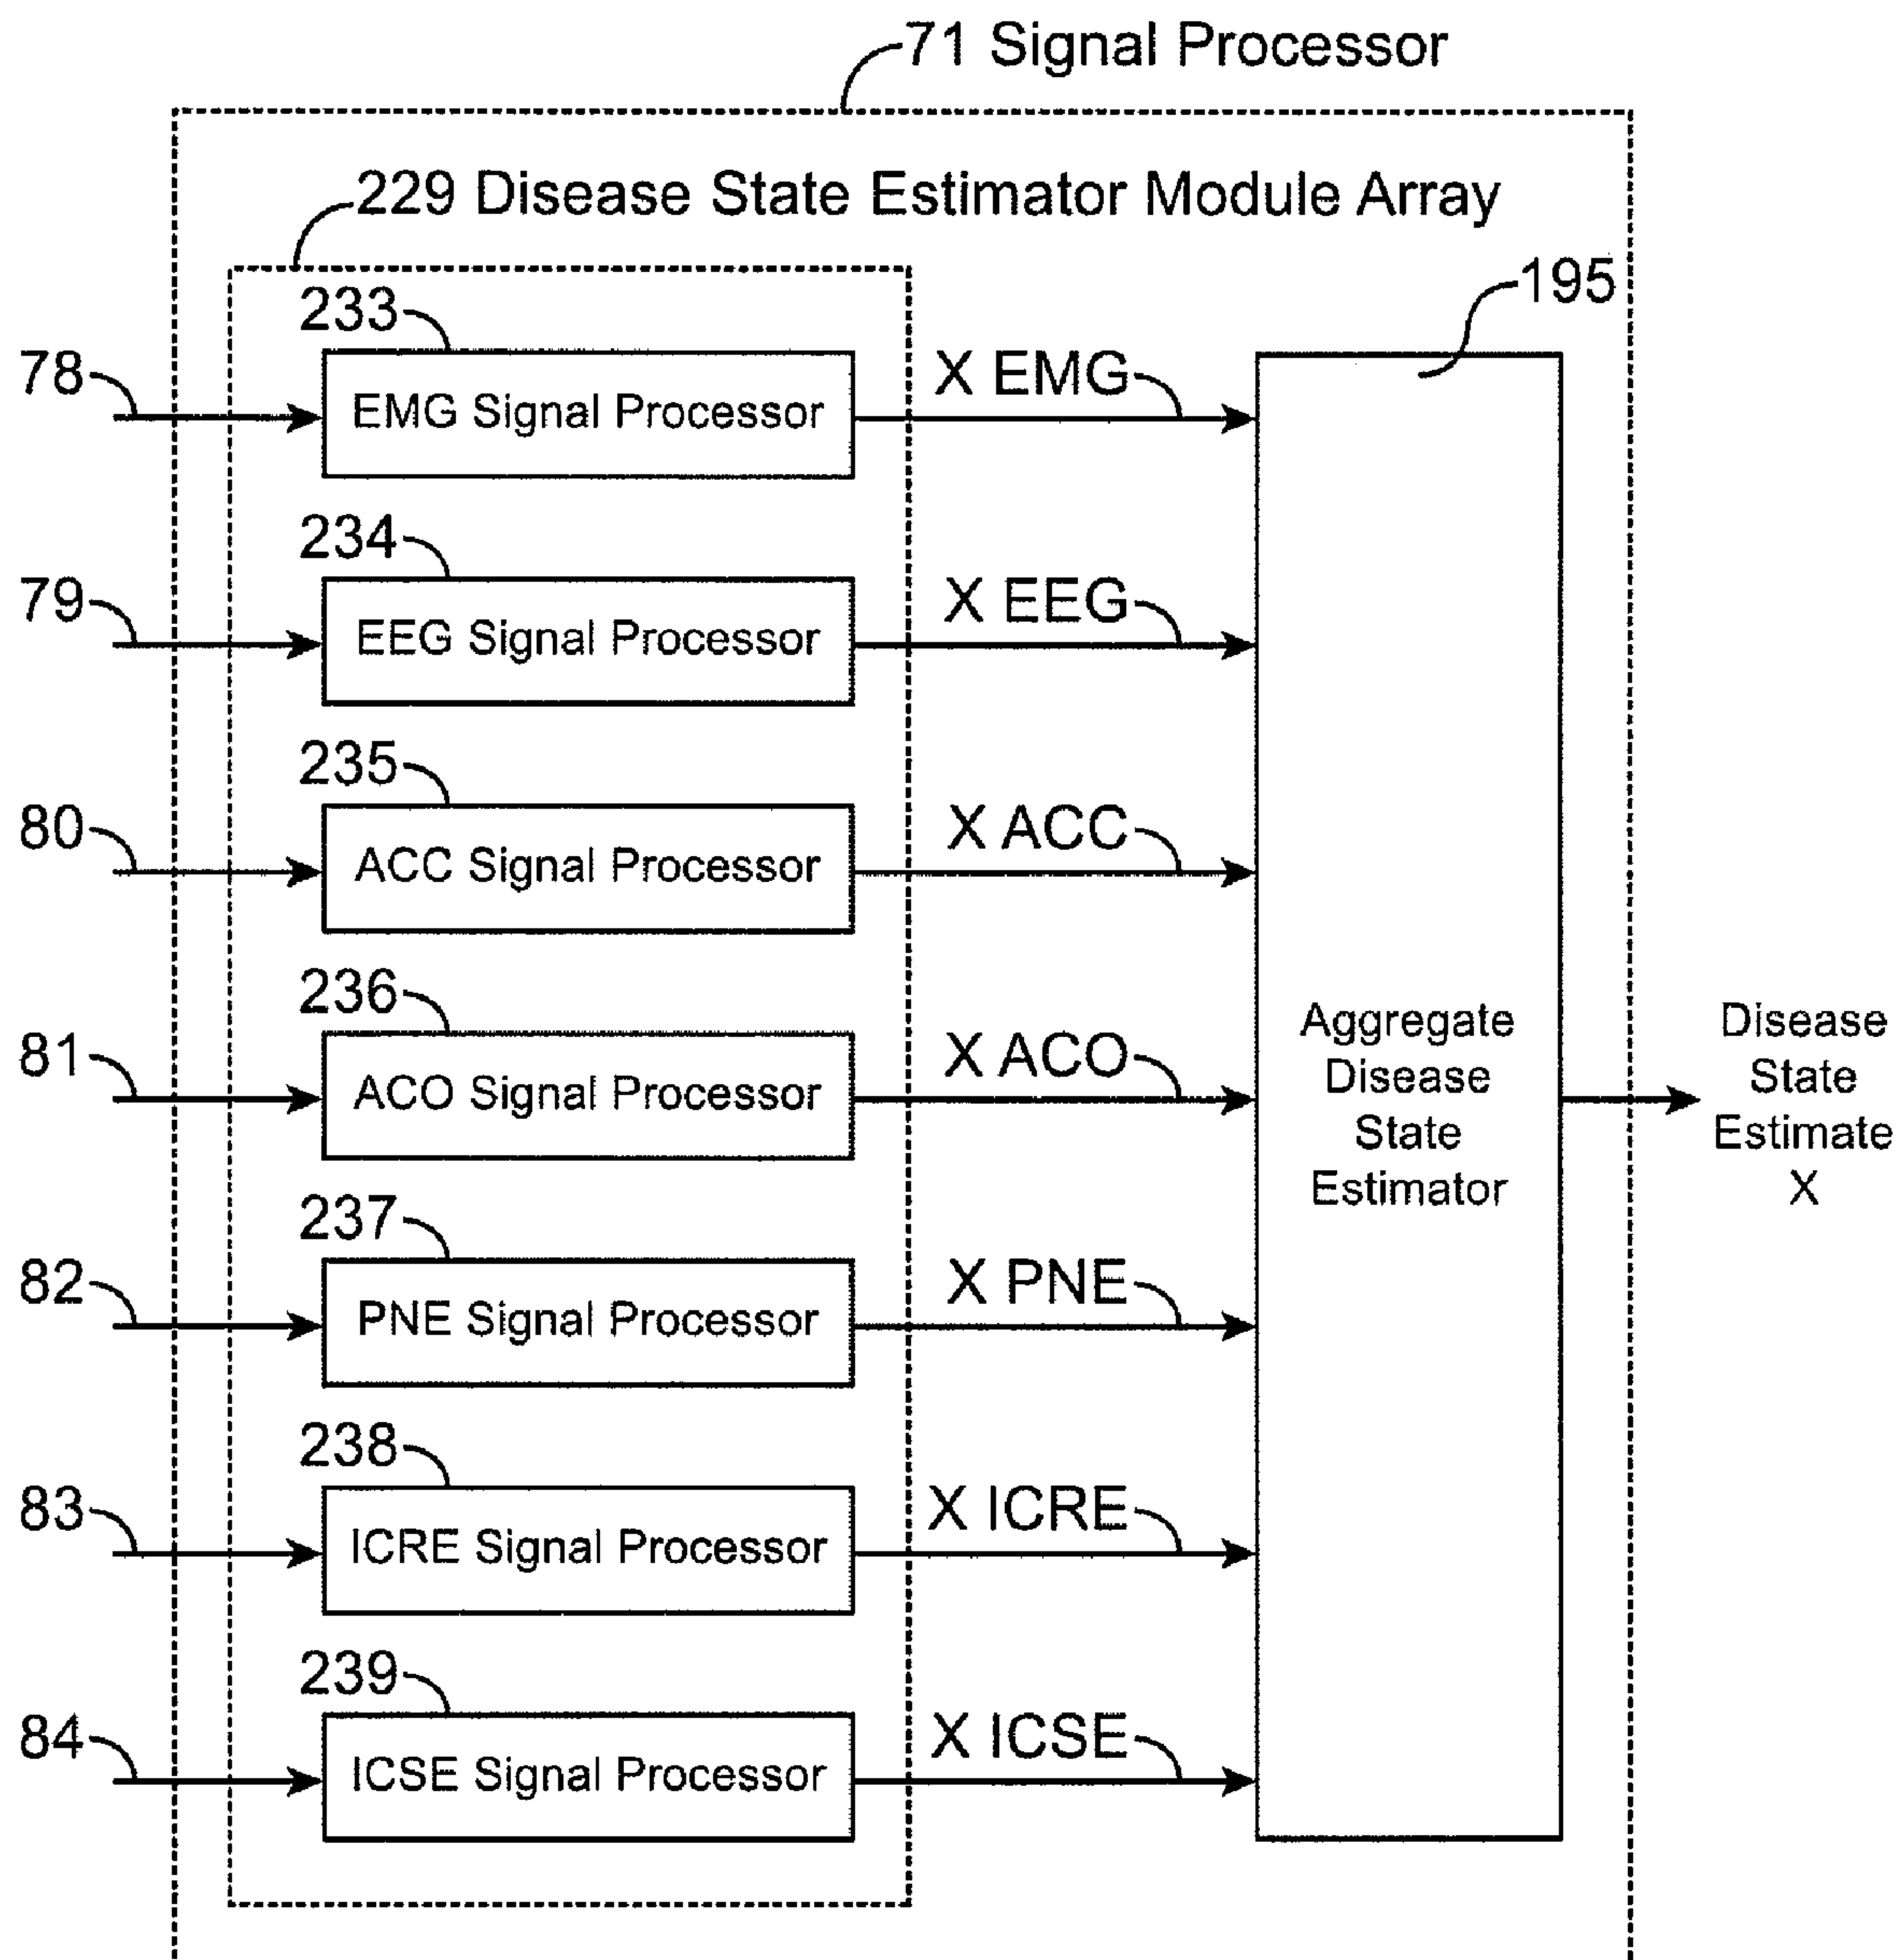 71 Signal Processor
229 Disease State Estimator Module Array
195
233
78
EMG Signal Processor
X EMG
234
79
EEG Signal Processor
X EEG
235
80
ACC Signal Processor
X ACC
236
81
ACO Signal Processor
X ACO
237
82
PNE Signal Processor
X PNE
238
83
ICRE Signal Processor
X ICRE
239
84
ICSE Signal Processor
X ICSE
Aggregate
Disease
State
Estimator
Disease
State
Estimate
X